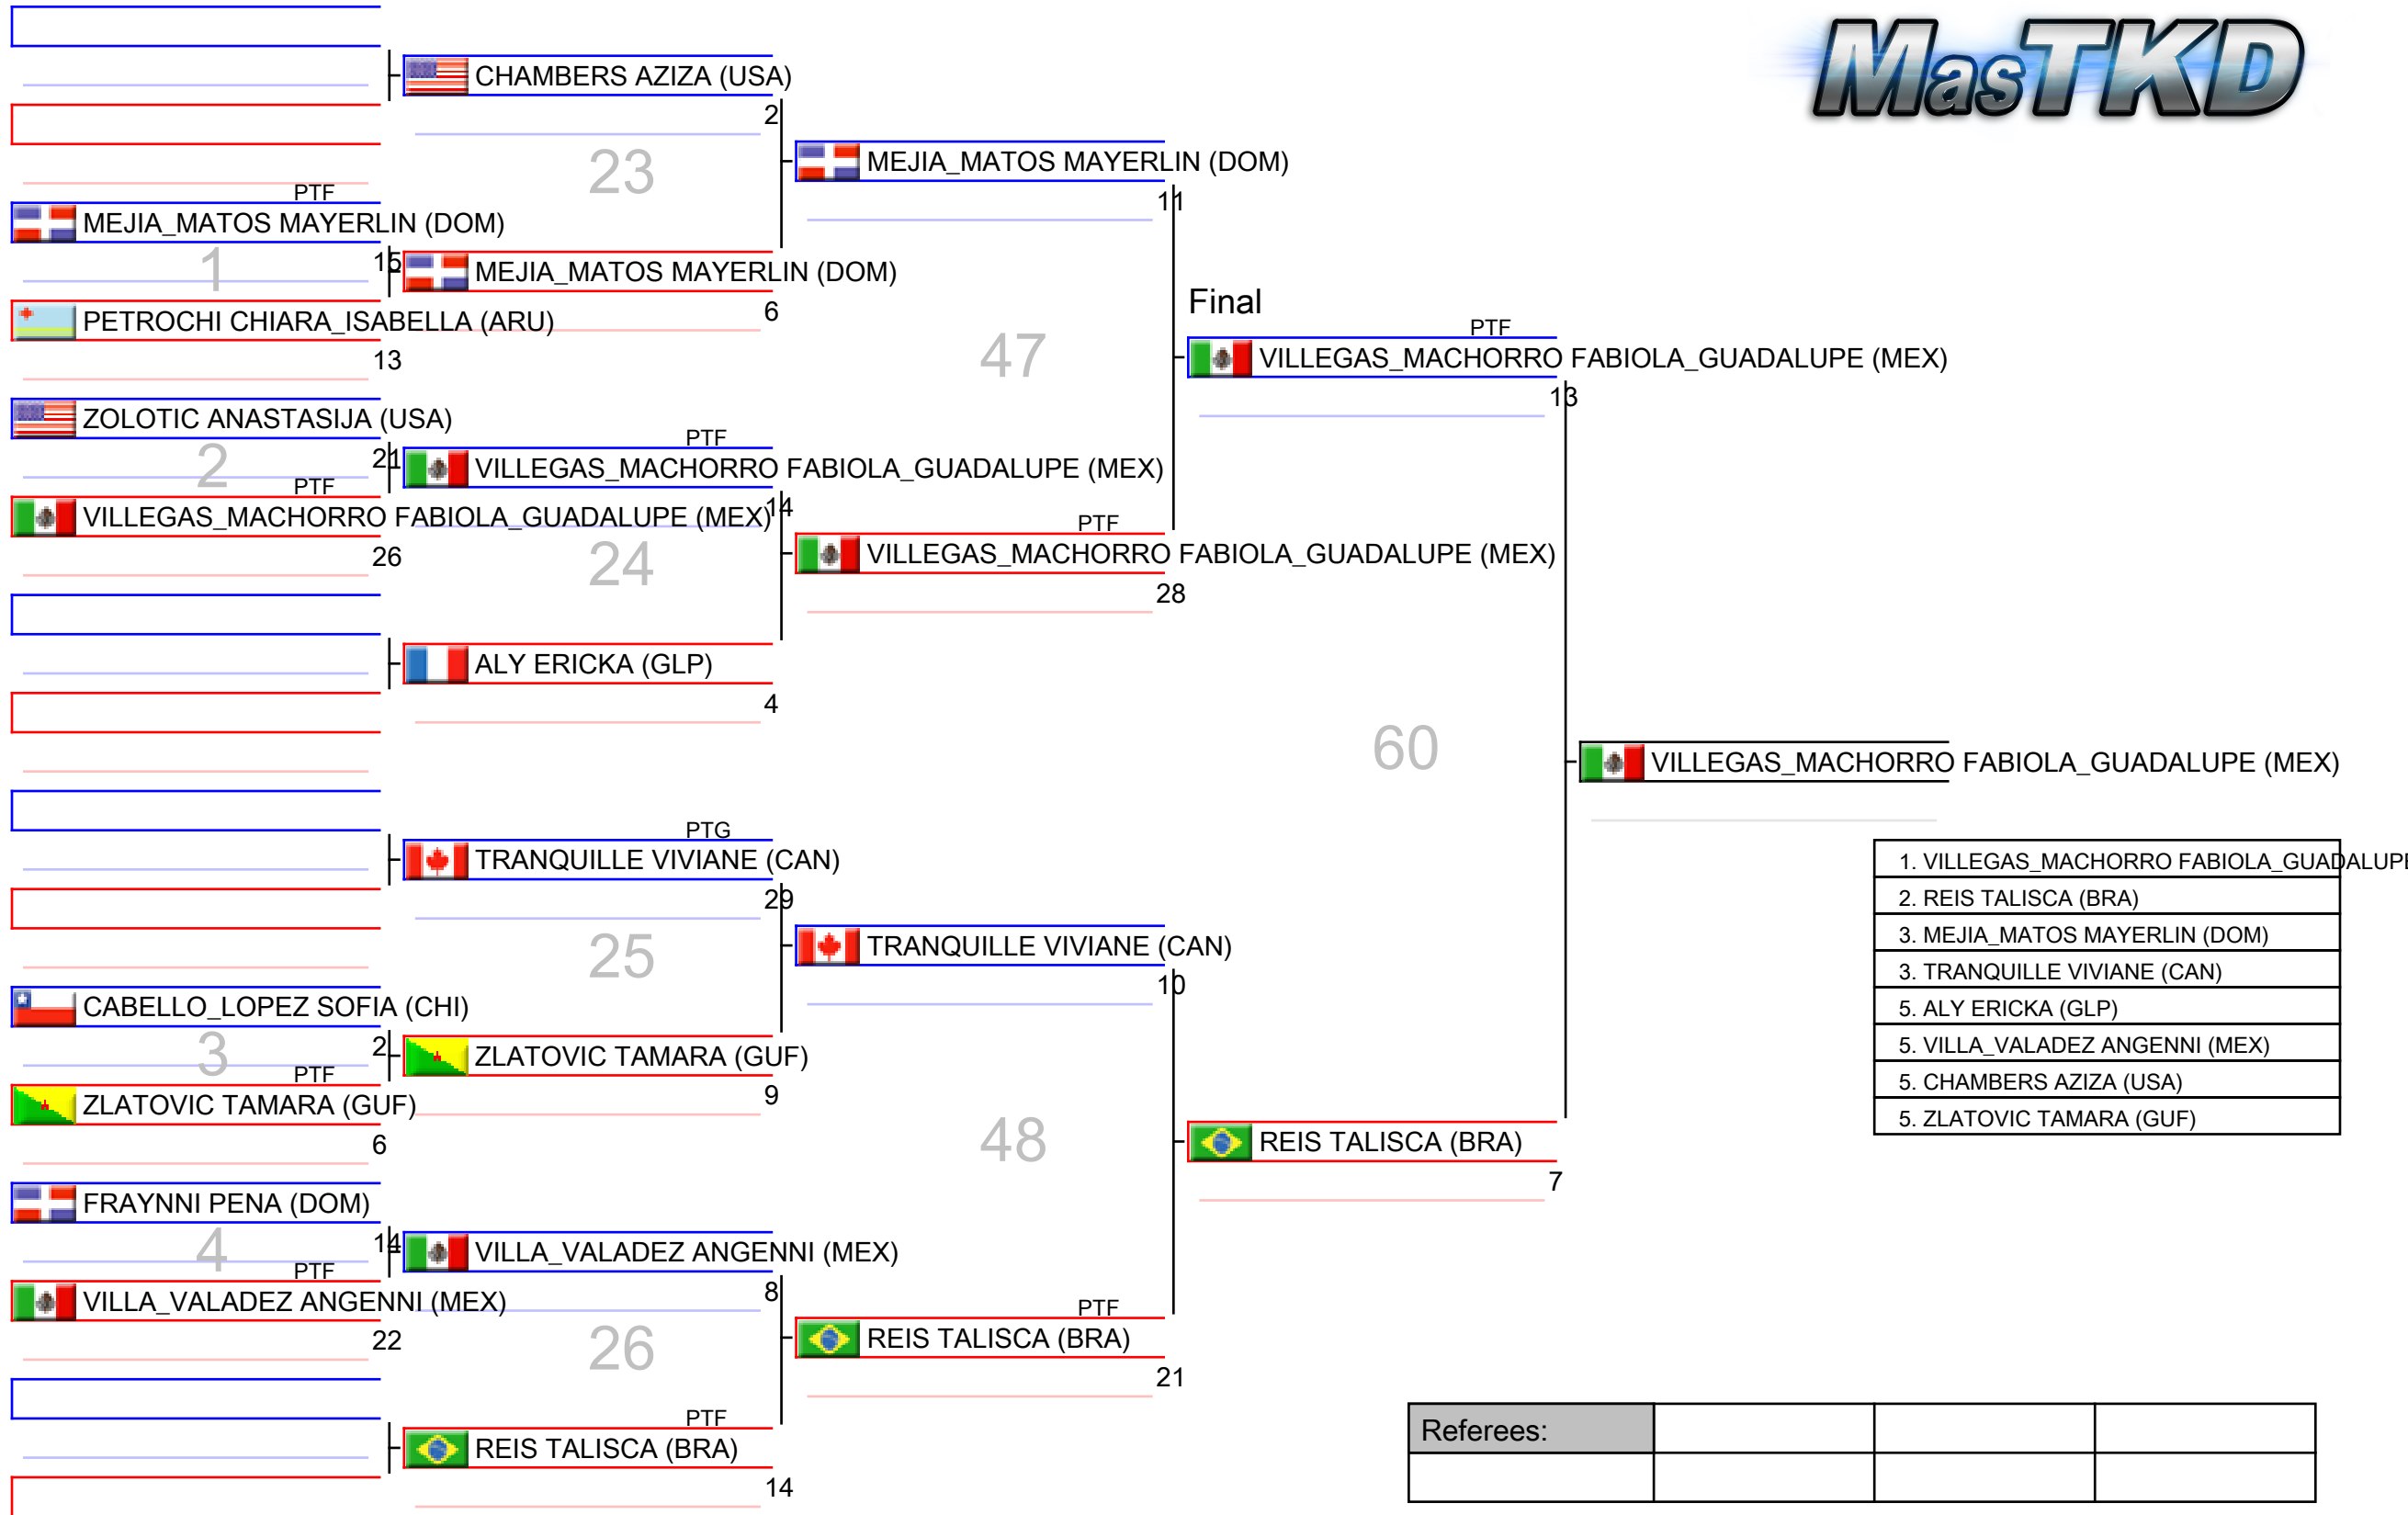 MasTKD
CHAMBERS AZIZA (USA)
2
23
MEJIA_MATOS MAYERLIN (DOM)
11
PTF
MEJIA_MATOS MAYERLIN (DOM)
1
15
MEJIA_MATOS MAYERLIN (DOM)
6
PETROCHI CHIARA_ISABELLA (ARU)
13
47
Final
PTF
VILLEGAS_MACHORRO FABIOLA_GUADALUPE (MEX)
13
ZOLOTIC ANASTASIJA (USA)
2
21
PTF
VILLEGAS_MACHORRO FABIOLA_GUADALUPE (MEX)
14
PTF
VILLEGAS_MACHORRO FABIOLA_GUADALUPE (MEX)
26
24
PTF
VILLEGAS_MACHORRO FABIOLA_GUADALUPE (MEX)
28
ALY ERICKA (GLP)
4
60
VILLEGAS_MACHORRO FABIOLA_GUADALUPE (MEX)
PTG
TRANQUILLE VIVIANE (CAN)
29
25
TRANQUILLE VIVIANE (CAN)
10
CABELLO_LOPEZ SOFIA (CHI)
3
2
ZLATOVIC TAMARA (GUF)
9
PTF
ZLATOVIC TAMARA (GUF)
6
48
REIS TALISCA (BRA)
7
FRAYNNI PENA (DOM)
4
14
VILLA_VALADEZ ANGENNI (MEX)
8
PTF
VILLA_VALADEZ ANGENNI (MEX)
22
26
PTF
REIS TALISCA (BRA)
21
PTF
REIS TALISCA (BRA)
14
1. VILLEGAS_MACHORRO FABIOLA_GUADALUPE
2. REIS TALISCA (BRA)
3. MEJIA_MATOS MAYERLIN (DOM)
3. TRANQUILLE VIVIANE (CAN)
5. ALY ERICKA (GLP)
5. VILLA_VALADEZ ANGENNI (MEX)
5. CHAMBERS AZIZA (USA)
5. ZLATOVIC TAMARA (GUF)
Referees: